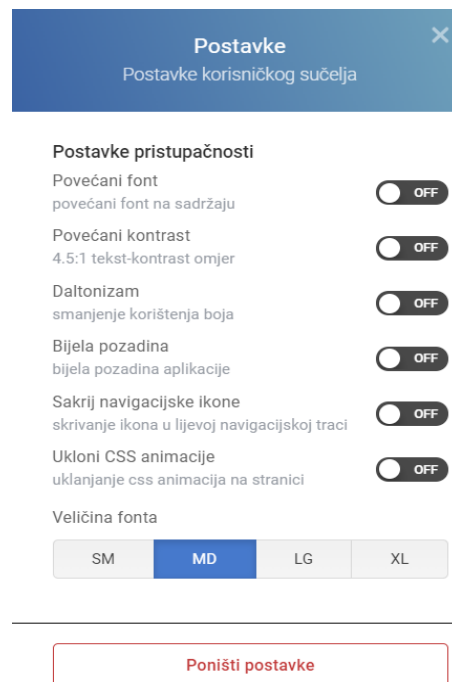 Postavke
Postavke korisničkog sučelja
Postavke pristupačnosti
Povećani font
povećani font na sadržaju
OFF
Povećani kontrast
4.5:1 tekst-kontrast omjer
OFF
Daltonizam
smanjenje korištenja boja
OFF
Bijela pozadina
bijela pozadina aplikacije
OFF
Sakrij navigacijske ikone
skrivanje ikona u lijevoj navigacijskoj traci
OFF
Ukloni CSS animacije
uklanjanje css animacija na stranici
OFF
Veličina fonta
SM MD LG XL
Poništi postavke